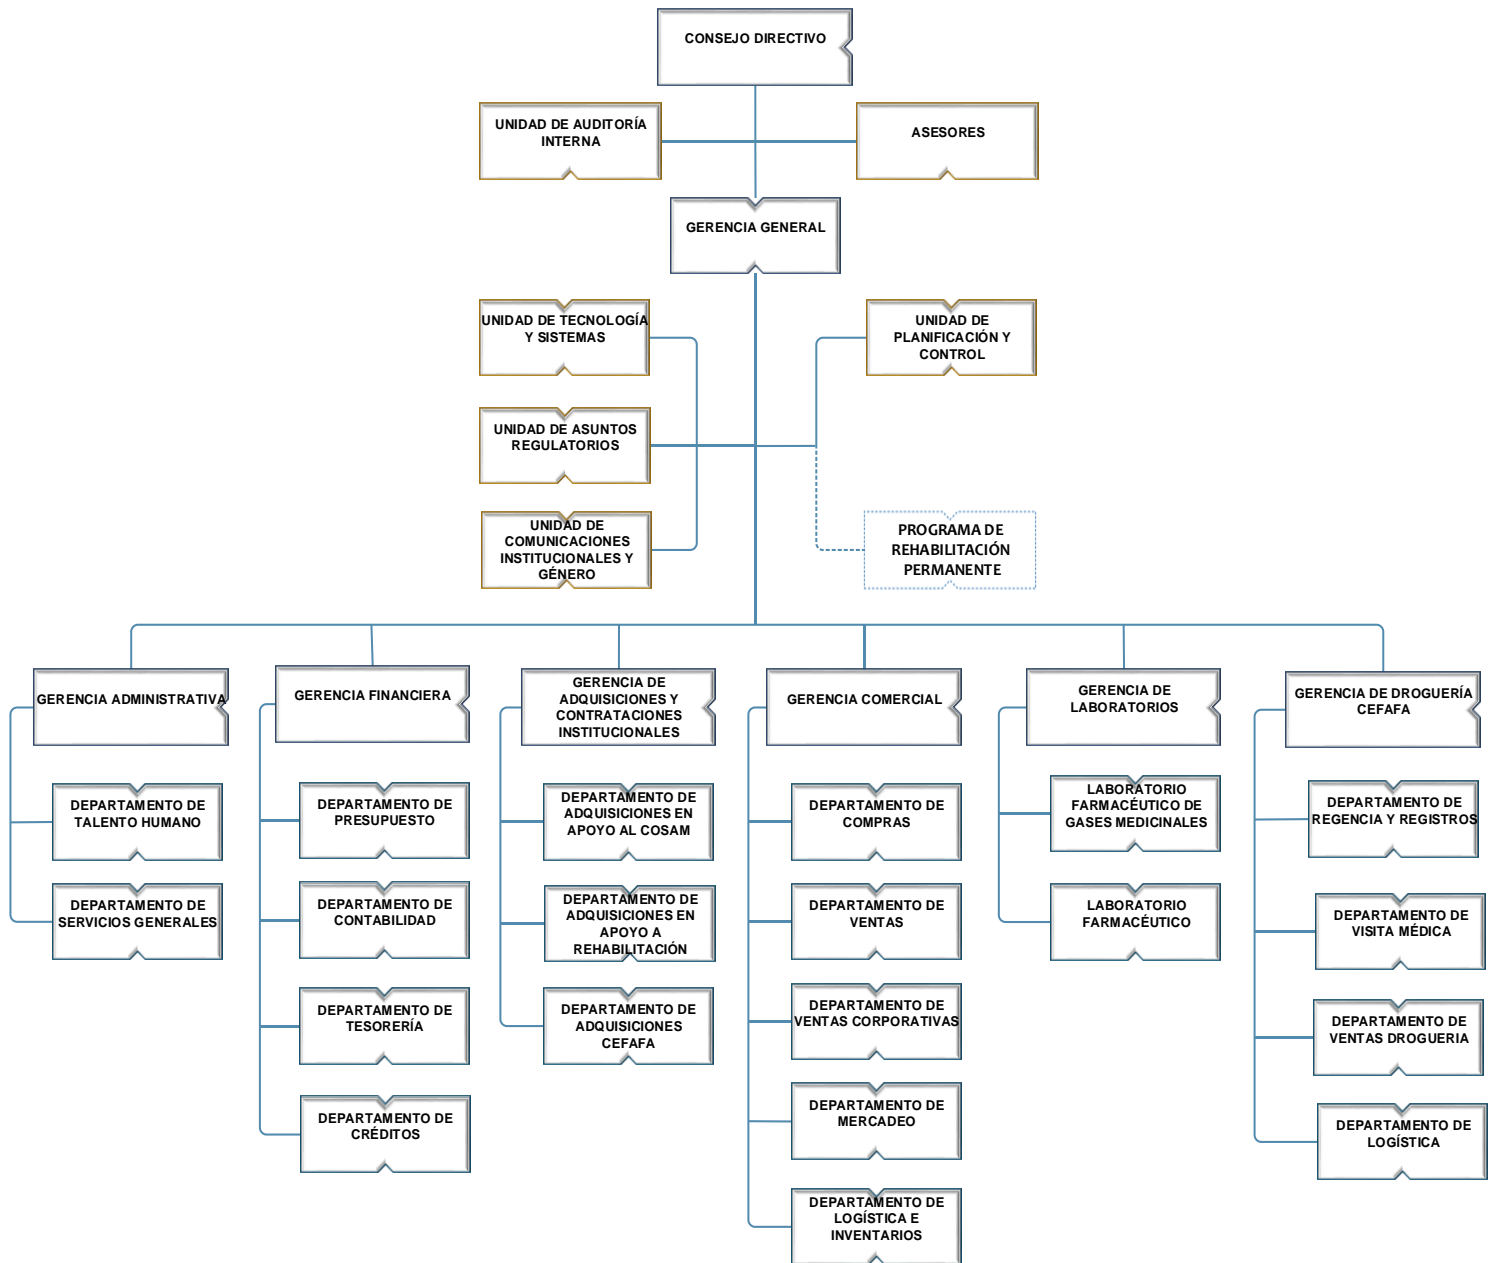 CONSEJO DIRECTIVO
UNIDAD DE AUDITORÍA
INTERNA
ASESORES
GERENCIA GENERAL
UNIDAD DE TECNOLOGÍA
Y SISTEMAS
UNIDAD DE
PLANIFICACIÓN Y
CONTROL
UNIDAD DE ASUNTOS
REGULATORIOS
UNIDAD DE
COMUNICACIONES
INSTITUCIONALES Y
GÉNERO
PROGRAMA DE
REHABILITACIÓN
PERMANENTE
GERENCIA ADMINISTRATIVA
DEPARTAMENTO DE
TALENTO HUMANO
DEPARTAMENTO DE
SERVICIOS GENERALES
GERENCIA FINANCIERA
DEPARTAMENTO DE
PRESUPUESTO
DEPARTAMENTO DE
CONTABILIDAD
DEPARTAMENTO DE
TESORERÍA
DEPARTAMENTO DE
CRÉDITOS
GERENCIA DE
ADQUISICIONES Y
CONTRATACIONES
INSTITUCIONALES
DEPARTAMENTO DE
ADQUISICIONES EN
APOYO AL COSAM
DEPARTAMENTO DE
ADQUISICIONES EN
APOYO A
REHABILITACIÓN
DEPARTAMENTO DE
ADQUISICIONES
CEFAFA
GERENCIA COMERCIAL
DEPARTAMENTO DE
COMPRAS
DEPARTAMENTO DE
VENTAS
DEPARTAMENTO DE
VENTAS CORPORATIVAS
DEPARTAMENTO DE
MERCADEO
DEPARTAMENTO DE
LOGÍSTICA E
INVENTARIOS
GERENCIA DE
LABORATORIOS
LABORATORIO
FARMACÉUTICO DE
GASES MEDICINALES
LABORATORIO
FARMACÉUTICO
GERENCIA DE DROGUERÍA
CEFAFA
DEPARTAMENTO DE
REGENCIA Y REGISTROS
DEPARTAMENTO DE
VISITA MÉDICA
DEPARTAMENTO DE
VENTAS DROGUERIA
DEPARTAMENTO DE
LOGÍSTICA